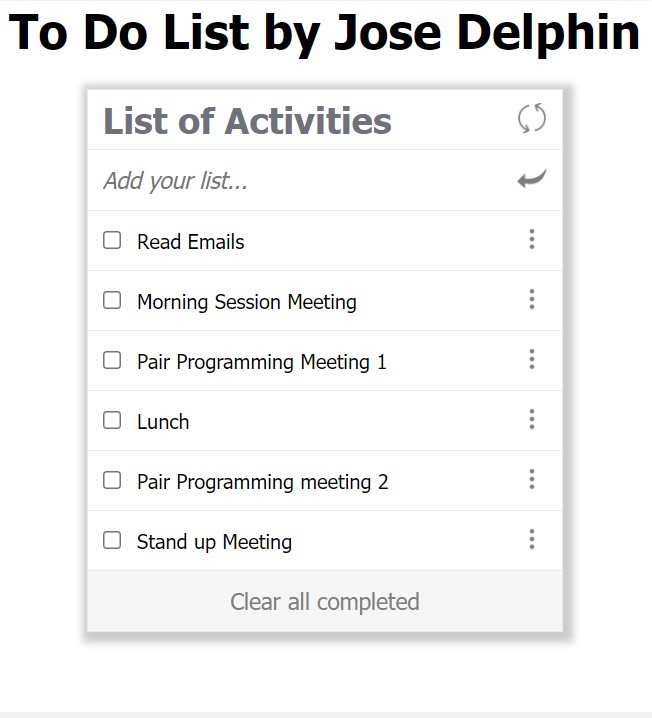 To Do List by Jose Delphin
List of Activities
Add your list...
Read Emails
Morning Session Meeting
Pair Programming Meeting 1
Lunch
Pair Programming meeting 2
Stand up Meeting
Clear all completed